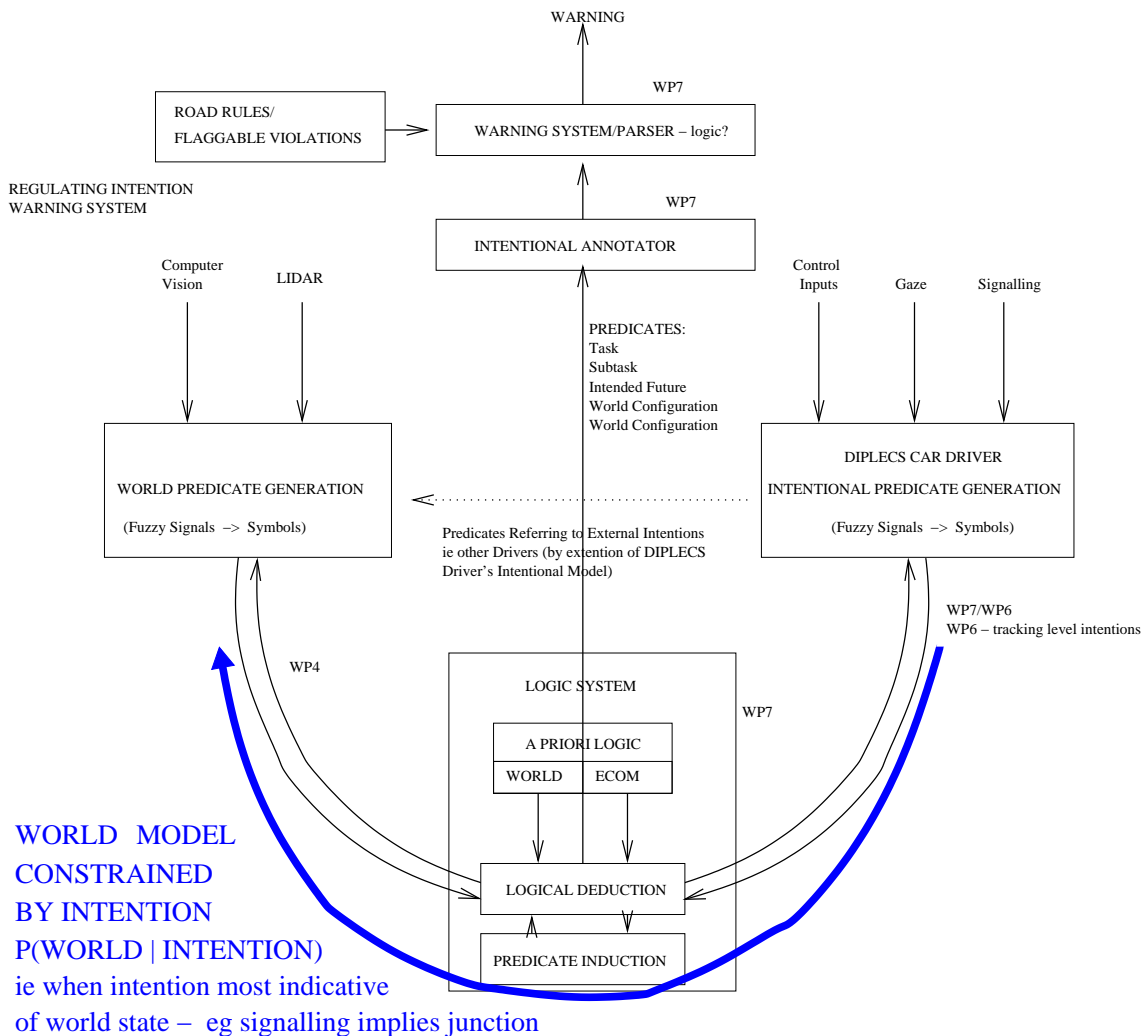 WARNING
WP7
ROAD RULES/
FLAGGABLE VIOLATIONS
WARNING SYSTEM/PARSER – logic?
REGULATING INTENTION
WARNING SYSTEM
WP7
INTENTIONAL ANNOTATOR
Computer
Vision
LIDAR
Control
Inputs
Gaze
Signalling
PREDICATES:
Task
Subtask
Intended Future
World Configuration
World Configuration
WORLD PREDICATE GENERATION
(Fuzzy Signals –> Symbols)
DIPLECS CAR DRIVER
INTENTIONAL PREDICATE GENERATION
(Fuzzy Signals –> Symbols)
Predicates Referring to External Intentions
ie other Drivers (by extention of DIPLECS
Driver's Intentional Model)
WP7/WP6
WP6 – tracking level intentions
WP4
LOGIC SYSTEM
WP7
A PRIORI LOGIC
WORLD
ECOM
LOGICAL DEDUCTION
PREDICATE INDUCTION
WORLD MODEL
CONSTRAINED
BY INTENTION
P(WORLD | INTENTION)
ie when intention most indicative
of world state – eg signalling implies junction